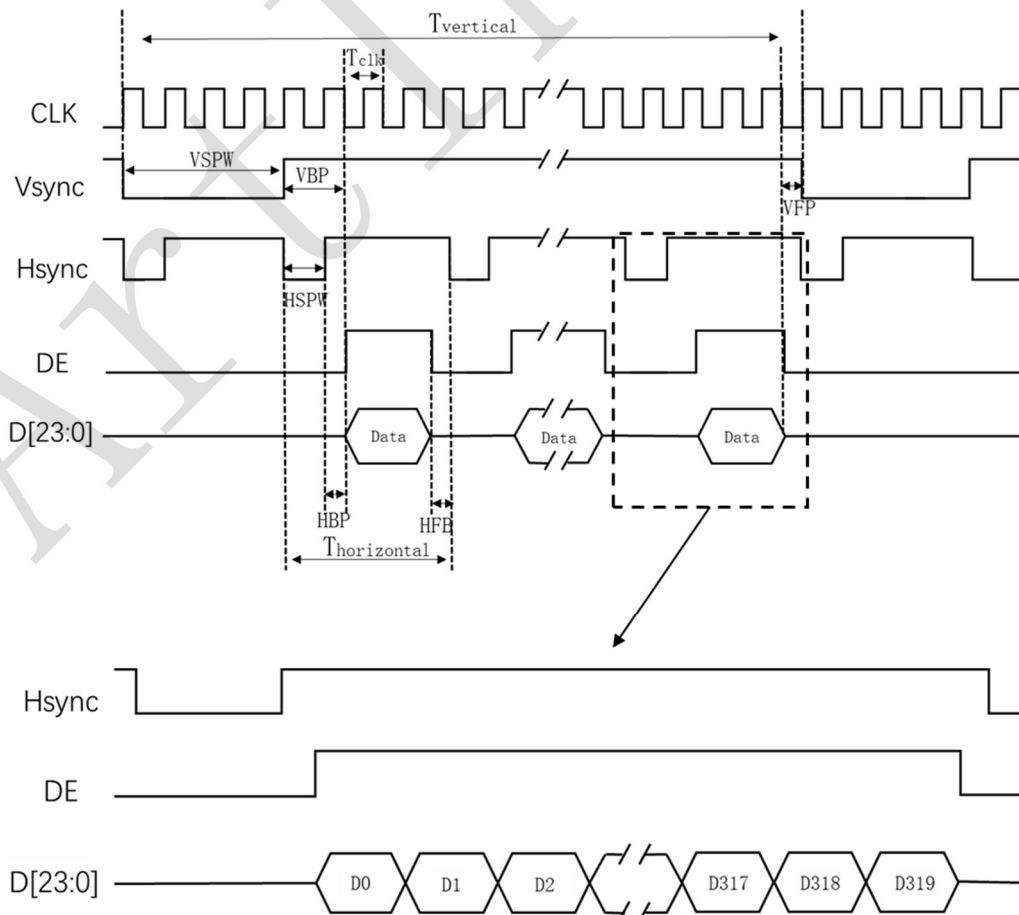 Tvertical
Tclk
CLK
VSPW
VBP
Vsync
VFP
Hsync
HSPW
DE
D[23:0]
Data
Data
Data
HBP
HFB
Thorizontal
Hsync
DE
D[23:0]
D0
D1
D2
D317
D318
D319